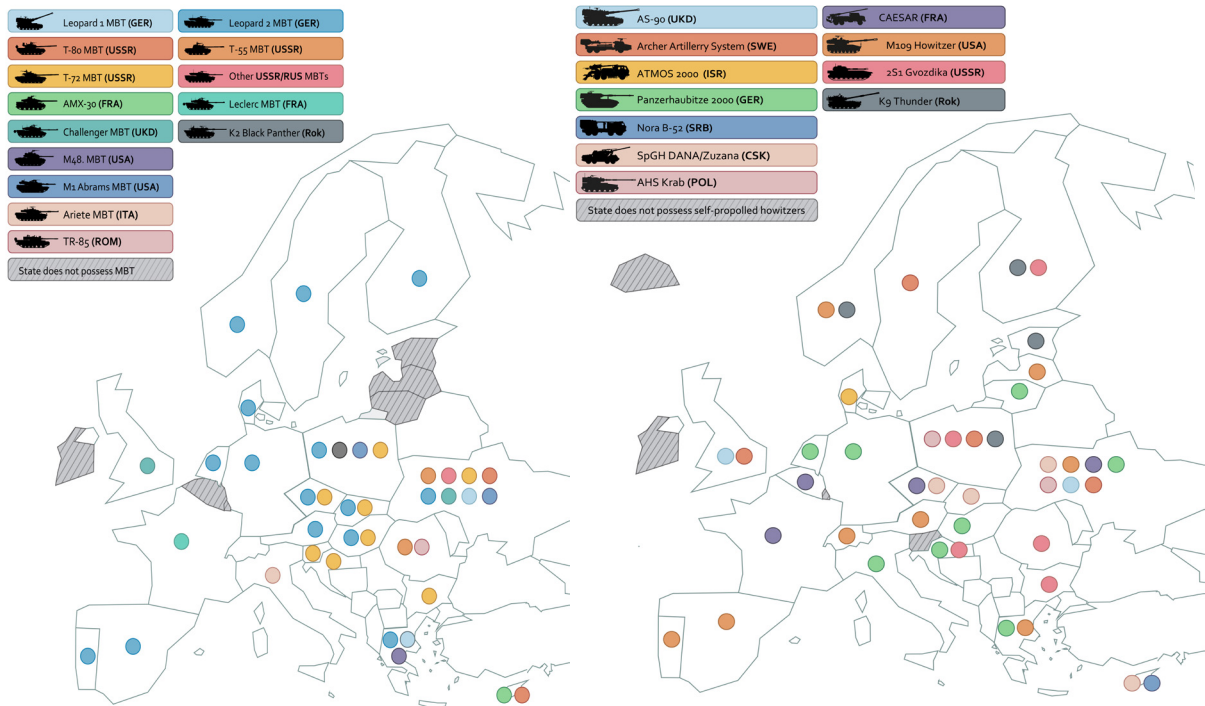 Leopard 1 MBT (GER)
Leopard 2 MBT (GER)
T-80 MBT (USSR)
T-55 MBT (USSR)
T-72 MBT (USSR)
Other USSR/RUS MBTs
AMX-30 (FRA)
Leclerc MBT (FRA)
Challenger MBT (UKD)
K2 Black Panther (Rok)
M48. MBT (USA)
M1 Abrams MBT (USA)
Ariete MBT (ITA)
TR-85 (ROM)
State does not possess MBT
AS-90 (UKD)
CAESAR (FRA)
Archer Artillery System (SWE)
M109 Howitzer (USA)
ATMOS 2000 (ISR)
2S1 Gvozdika (USSR)
Panzerhaubitze 2000 (GER)
K9 Thunder (Rok)
Nora B-52 (SRB)
SpGH DANA/Zuzana (CSK)
AHS Krab (POL)
State does not possess self-propolled howitzers